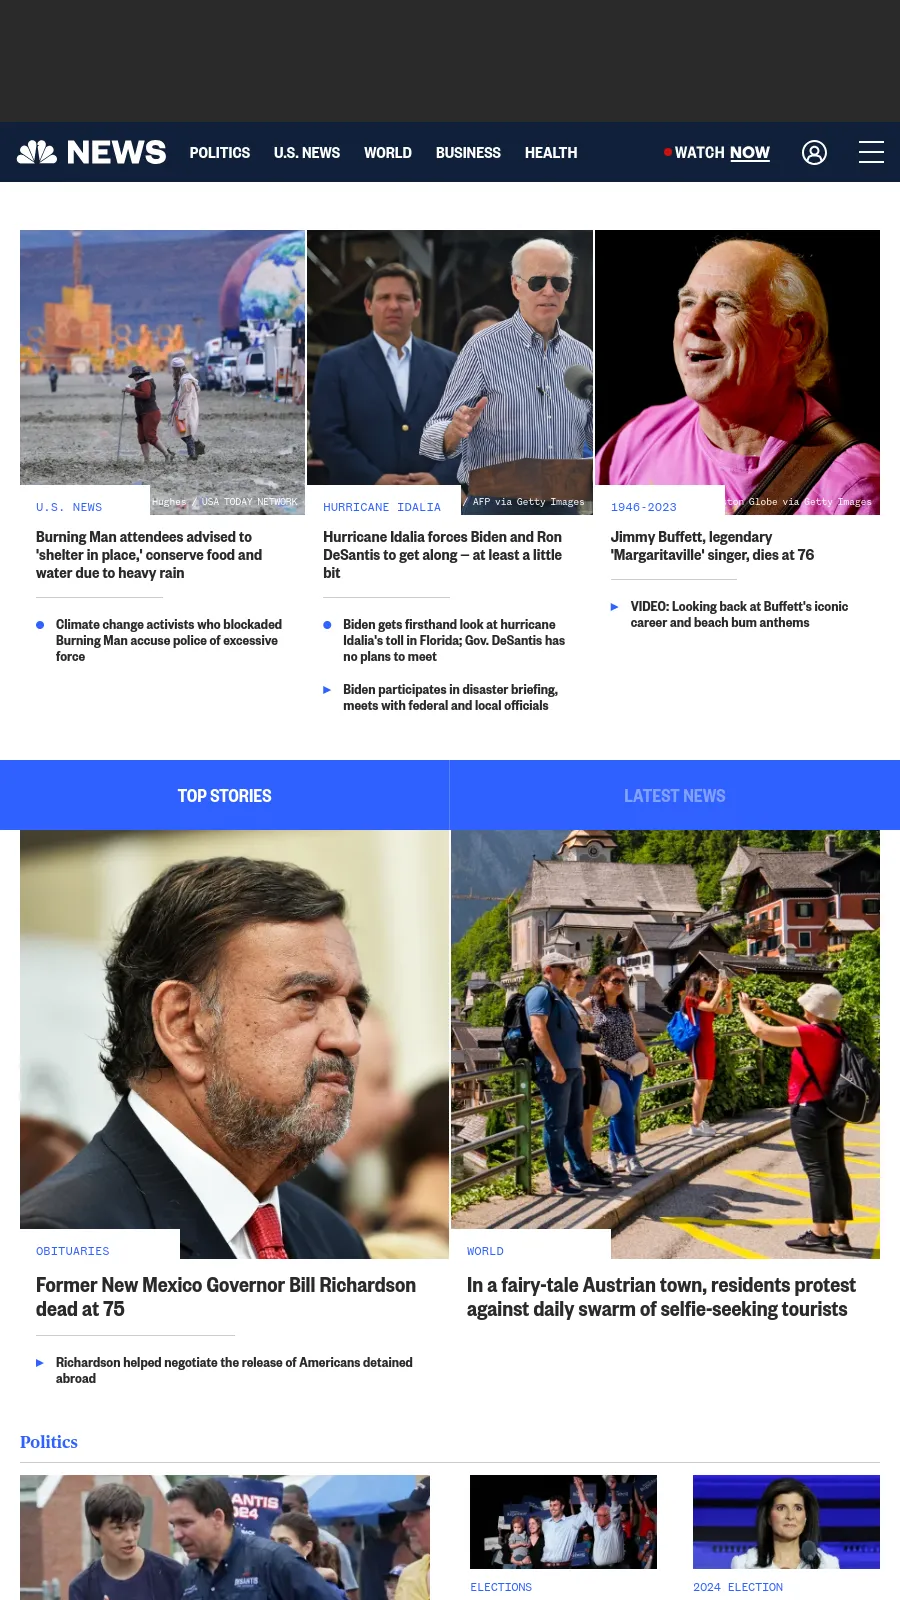 NEWS
POLITICS
U.S. NEWS
WORLD
BUSINESS
HEALTH
WATCH NOW
Hughes / USA TODAY NETWORK
U.S. NEWS
Burning Man attendees advised to
'shelter in place,' conserve food and
water due to heavy rain
Climate change activists who blockaded
Burning Man accuse police of excessive
force
/ AFP via Getty Images
HURRICANE IDALIA
Hurricane Idalia forces Biden and Ron
DeSantis to get along — at least a little
bit
Biden gets firsthand look at hurricane
Idalia's toll in Florida; Gov. DeSantis has
no plans to meet
Biden participates in disaster briefing,
meets with federal and local officials
Globe via Getty Images
1946-2023
Jimmy Buffett, legendary
'Margaritaville' singer, dies at 76
VIDEO: Looking back at Buffett's iconic
career and beach bum anthems
TOP STORIES
LATEST NEWS
OBITUARIES
Former New Mexico Governor Bill Richardson
dead at 75
Richardson helped negotiate the release of Americans detained
abroad
WORLD
In a fairy-tale Austrian town, residents protest
against daily swarm of selfie-seeking tourists
Politics
ELECTIONS
2024 ELECTION